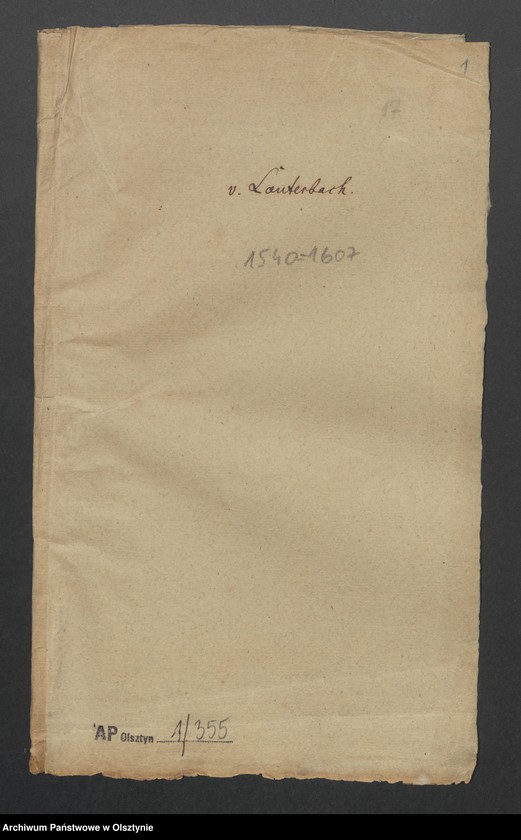 1
17
v. Lauterbach.
1540=1607
AP Olsztyn 1/355
Archiwum Państwowe w Olsztynie